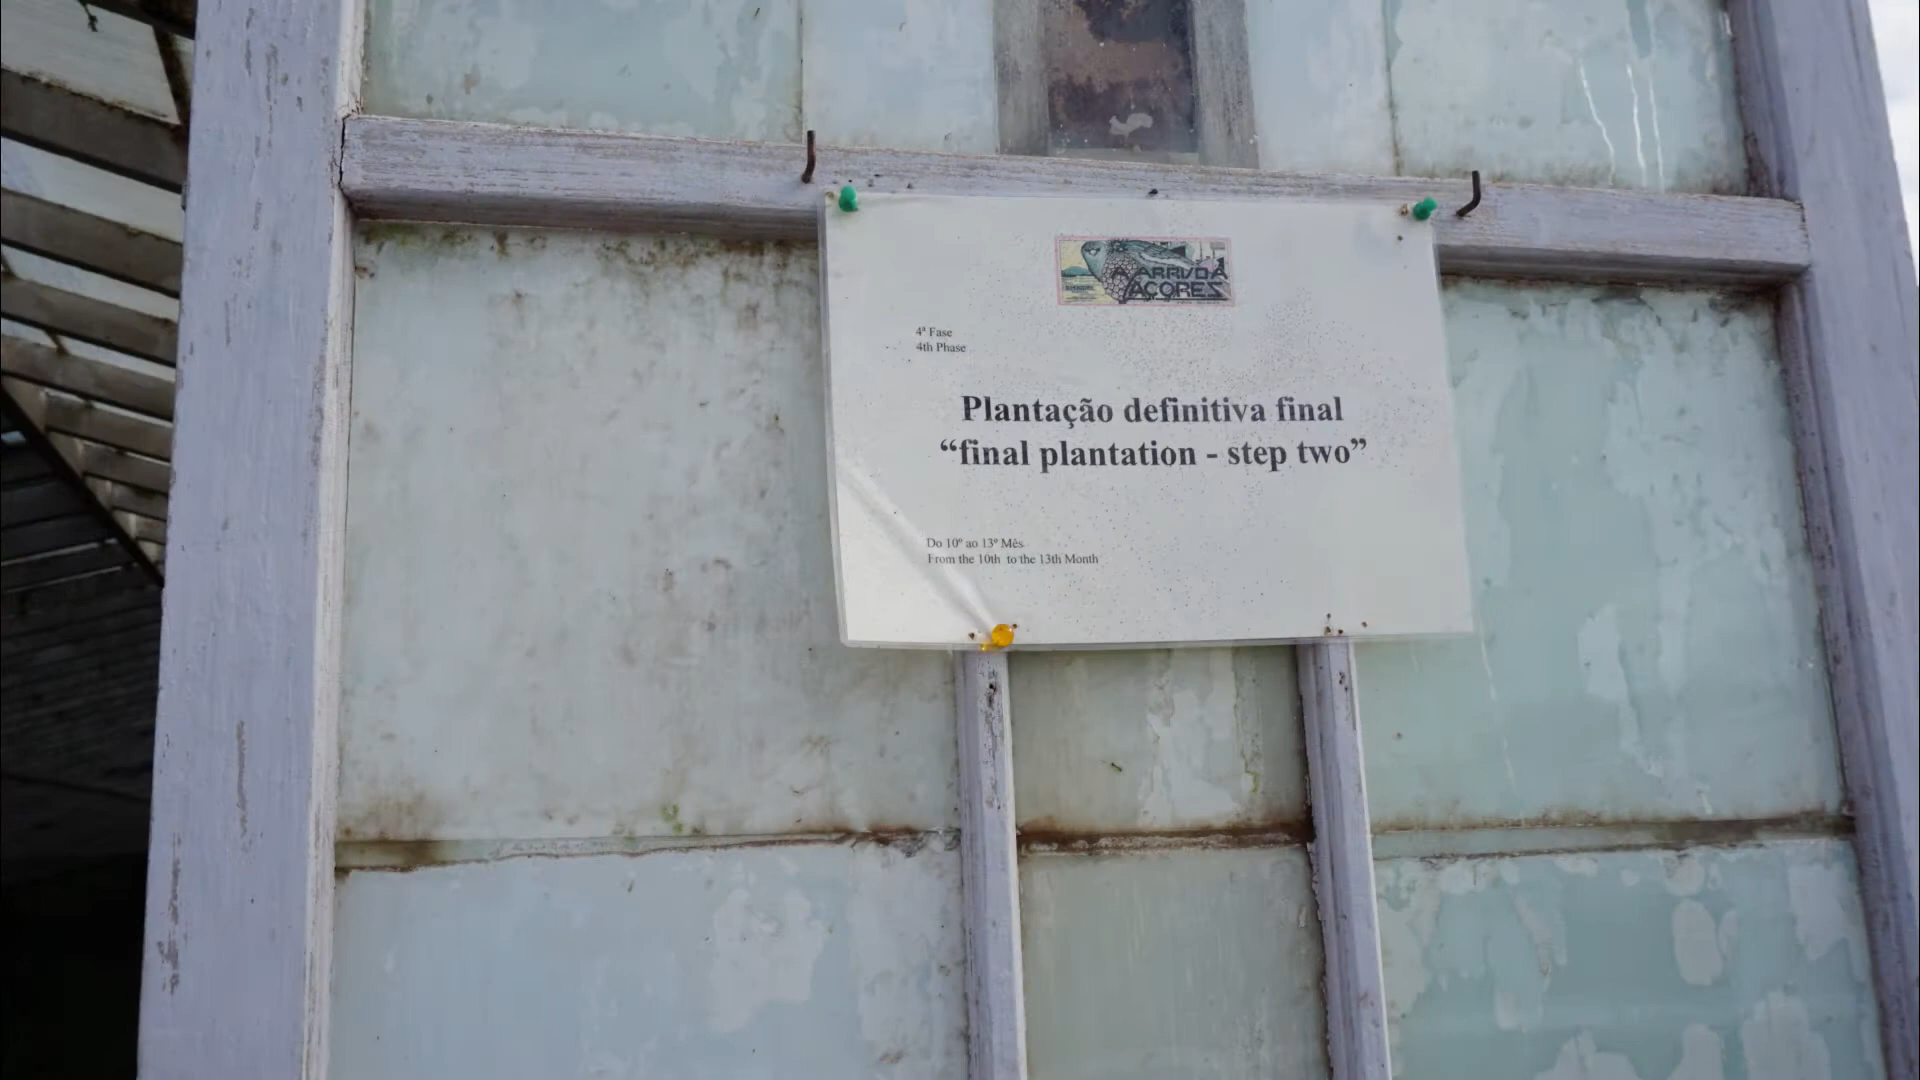 A ARRUDA
AÇORES
4ª Fase
4th Phase
Plantação definitiva final
“final plantation - step two”
Do 10º ao 13º Mês
From the 10th to the 13th Month